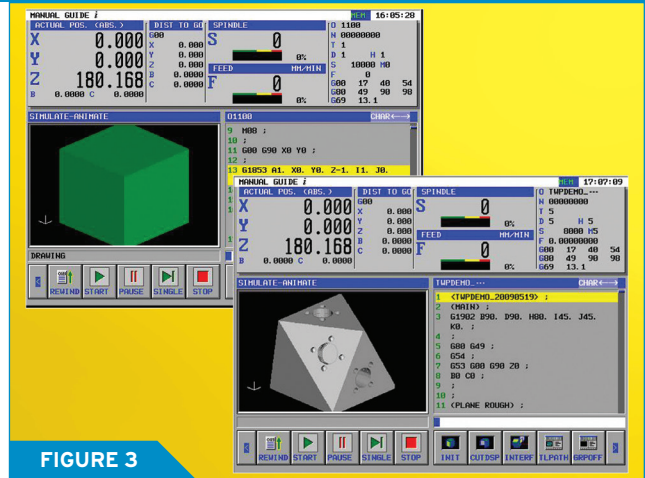 MANUAL GUIDE i MEM 16:05:28
ACTUAL POS. (ABS.) DIST TO GO SPINDLE O 1100
X 0.000 G00 S 0 N 00000000
X 0.000 T 1
Y 0.000 Y 0.000 0% D 1 H 1
Z 0.000 FEED MM/MIN S 10000 M0
Z 180.168 B 0.0000 F 0 F 0
B 0.0000 C 0.0000 C 0.0000 0% G00 17 40 54
G80 49 90 98
G69 13.1
SIMULATE-ANIMATE O1100 CHAR←→
9 M08 ;
10 ;
11 G00 G90 X0 Y0 ;
12 ;
13 G1853 A1. X0. Y0. Z-1. I1. J0.
DRAWING
< REWIND START PAUSE SINGLE STOP
MANUAL GUIDE i MEM 17:07:09
ACTUAL POS. (ABS.) DIST TO GO SPINDLE O TWPDEMO_···
X 0.000 G00 S 0 N 00000000
X 0.000 T 5
Y 0.000 Y 0.000 0% D 5 H 5
Z 0.000 FEED MM/MIN S 0000 M5
Z 180.168 B 0.0000 F 0 F 0.00000000
B 0.0000 C 0.0000 C 0.0000 0% G00 17 40 54
G80 49 90 98
G69 13.1
SIMULATE-ANIMATE TWPDEMO_··· CHAR←→
1 <TWPDEMO_20090519> ;
2 (MAIN) ;
3 G1902 B90. D90. H80. I45. J45.
K0. ;
4 ;
5 G80 G49 ;
6 G54 ;
7 G53 G00 G90 Z0 ;
8 B0 C0 ;
9 ;
10 ;
11 (PLANE ROUGH) ;
< REWIND START PAUSE SINGLE STOP INIT CUTDSP INTERF TLPATH GRPOFF >
FIGURE 3